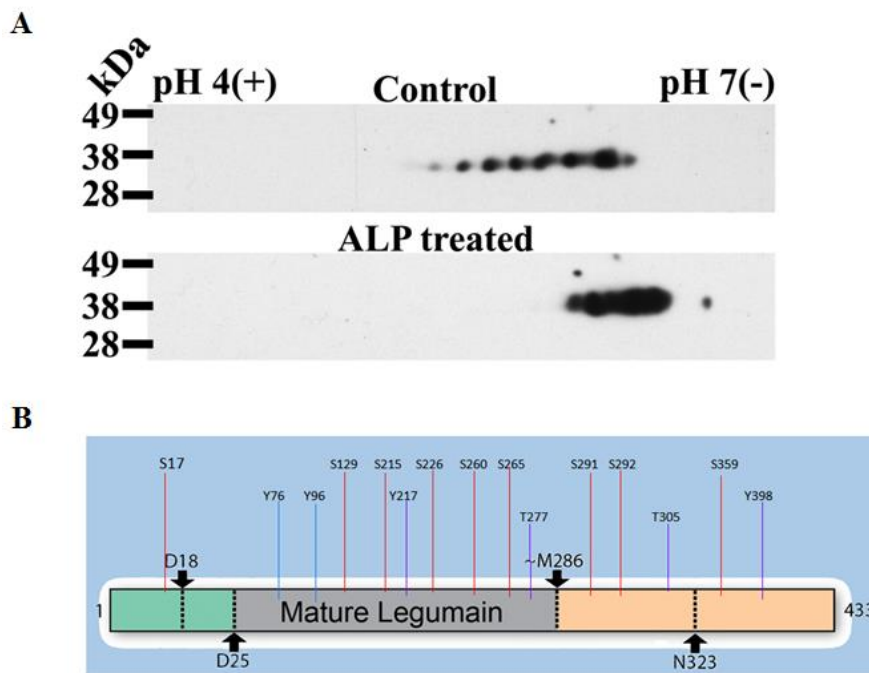 A
kDa
pH 4(+) Control pH 7(-)
49
38
28
ALP treated
49
38
28
B
S17 S129 S215 S226 S260 S265 S291 S292 S359
Y76 Y96 Y217 Y398
T277 T305
D18 ~M286
1 Mature Legumain 433
D25 N323